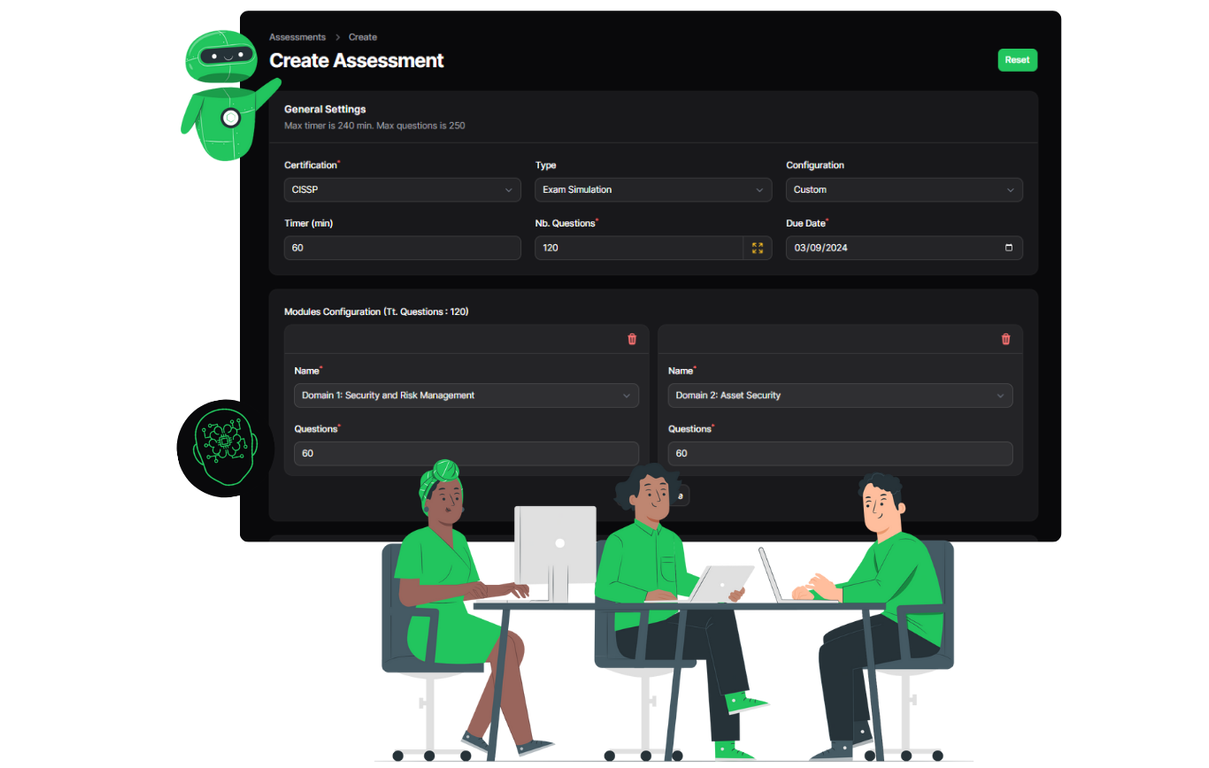 Assessments > Create
Create Assessment
Reset
General Settings
Max timer is 240 min. Max questions is 250
Certification* Type Configuration
CISSP Exam Simulation Custom
Timer (min) Nb. Questions* Due Date*
60 120 03/09/2024
Modules Configuration (Tt. Questions : 120)
Name* Name*
Domain 1: Security and Risk Management Domain 2: Asset Security
Questions* Questions*
60 60
a